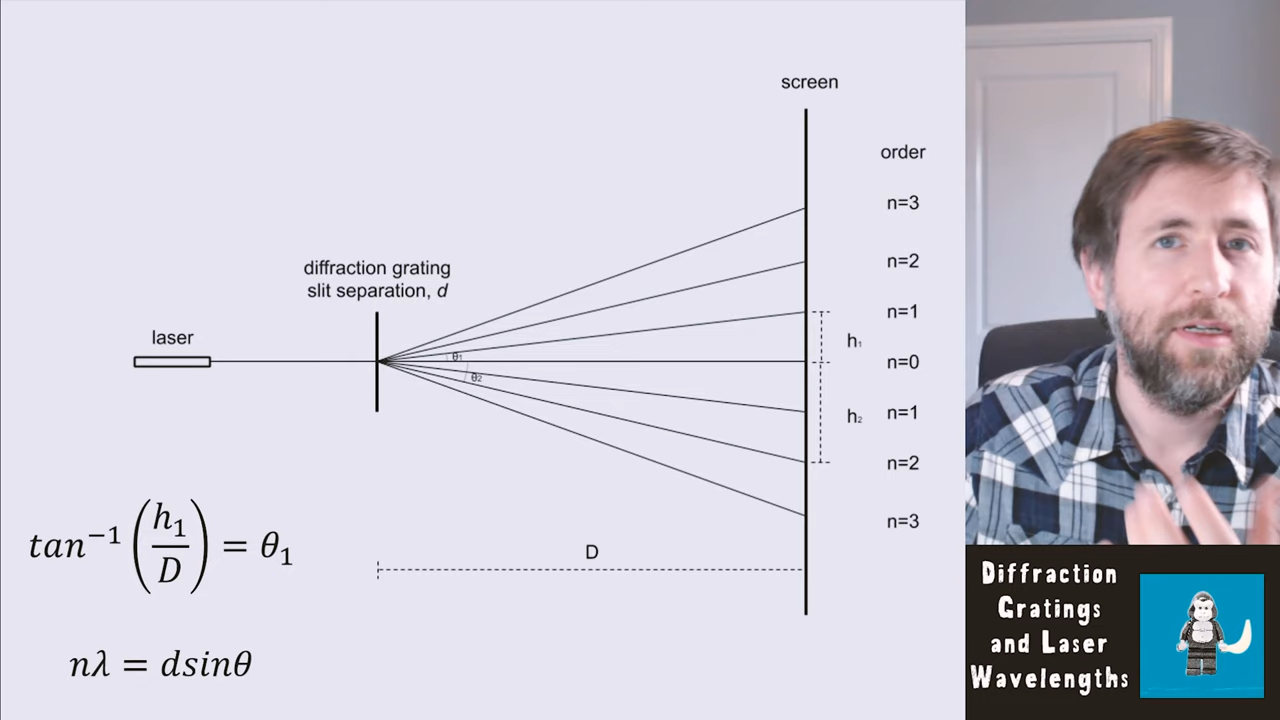 screen
order
n=3
n=2
diffraction grating
slit separation, d
n=1
laser
h₁
θ₁
n=0
θ₂
h₂
n=1
n=2
n=3
tan⁻¹(h₁/D) = θ₁
D
nλ = dsinθ
Diffraction
Gratings
and Laser
Wavelengths